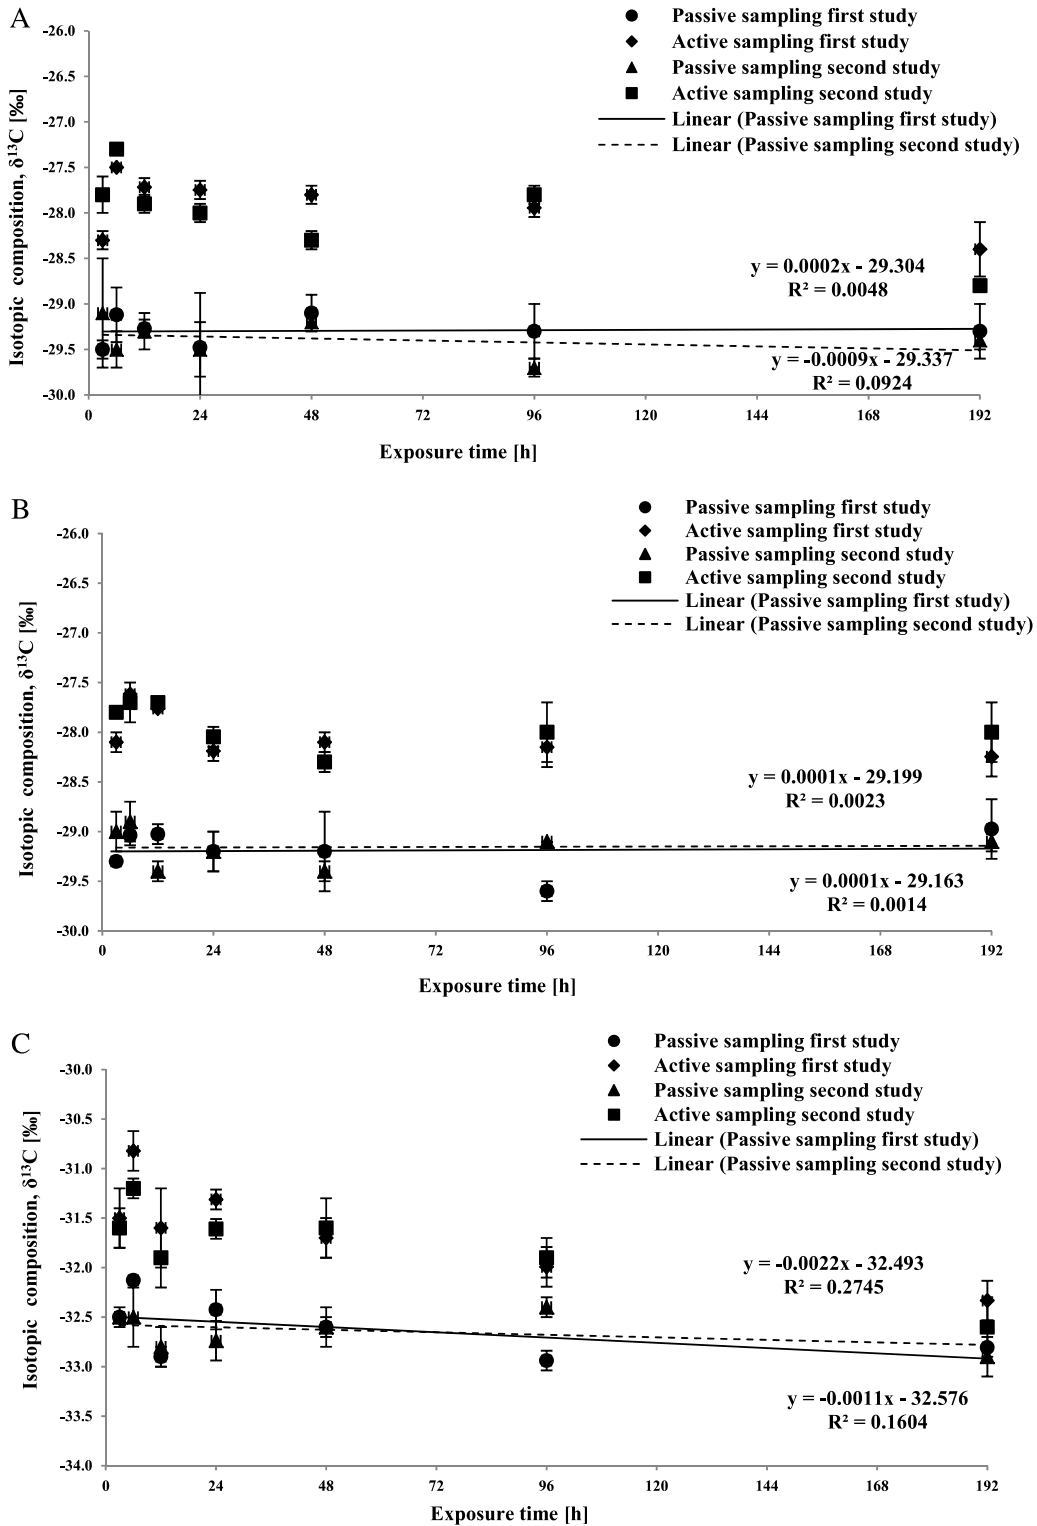 A
Passive sampling first study
Active sampling first study
Passive sampling second study
Active sampling second study
Linear (Passive sampling first study)
Linear (Passive sampling second study)
Isotopic composition, δ¹³C [‰]
-26.0
-26.5
-27.0
-27.5
-28.0
-28.5
-29.0
-29.5
-30.0
y = 0.0002x - 29.304
R² = 0.0048
y = -0.0009x - 29.337
R² = 0.0924
0 24 48 72 96 120 144 168 192
Exposure time [h]
B
Passive sampling first study
Active sampling first study
Passive sampling second study
Active sampling second study
Linear (Passive sampling first study)
Linear (Passive sampling second study)
Isotopic composition, δ¹³C [‰]
-26.0
-26.5
-27.0
-27.5
-28.0
-28.5
-29.0
-29.5
-30.0
y = 0.0001x - 29.199
R² = 0.0023
y = 0.0001x - 29.163
R² = 0.0014
0 24 48 72 96 120 144 168 192
Exposure time [h]
C
Passive sampling first study
Active sampling first study
Passive sampling second study
Active sampling second study
Linear (Passive sampling first study)
Linear (Passive sampling second study)
Isotopic composition, δ¹³C [‰]
-30.0
-30.5
-31.0
-31.5
-32.0
-32.5
-33.0
-33.5
-34.0
y = -0.0022x - 32.493
R² = 0.2745
y = -0.0011x - 32.576
R² = 0.1604
0 24 48 72 96 120 144 168 192
Exposure time [h]